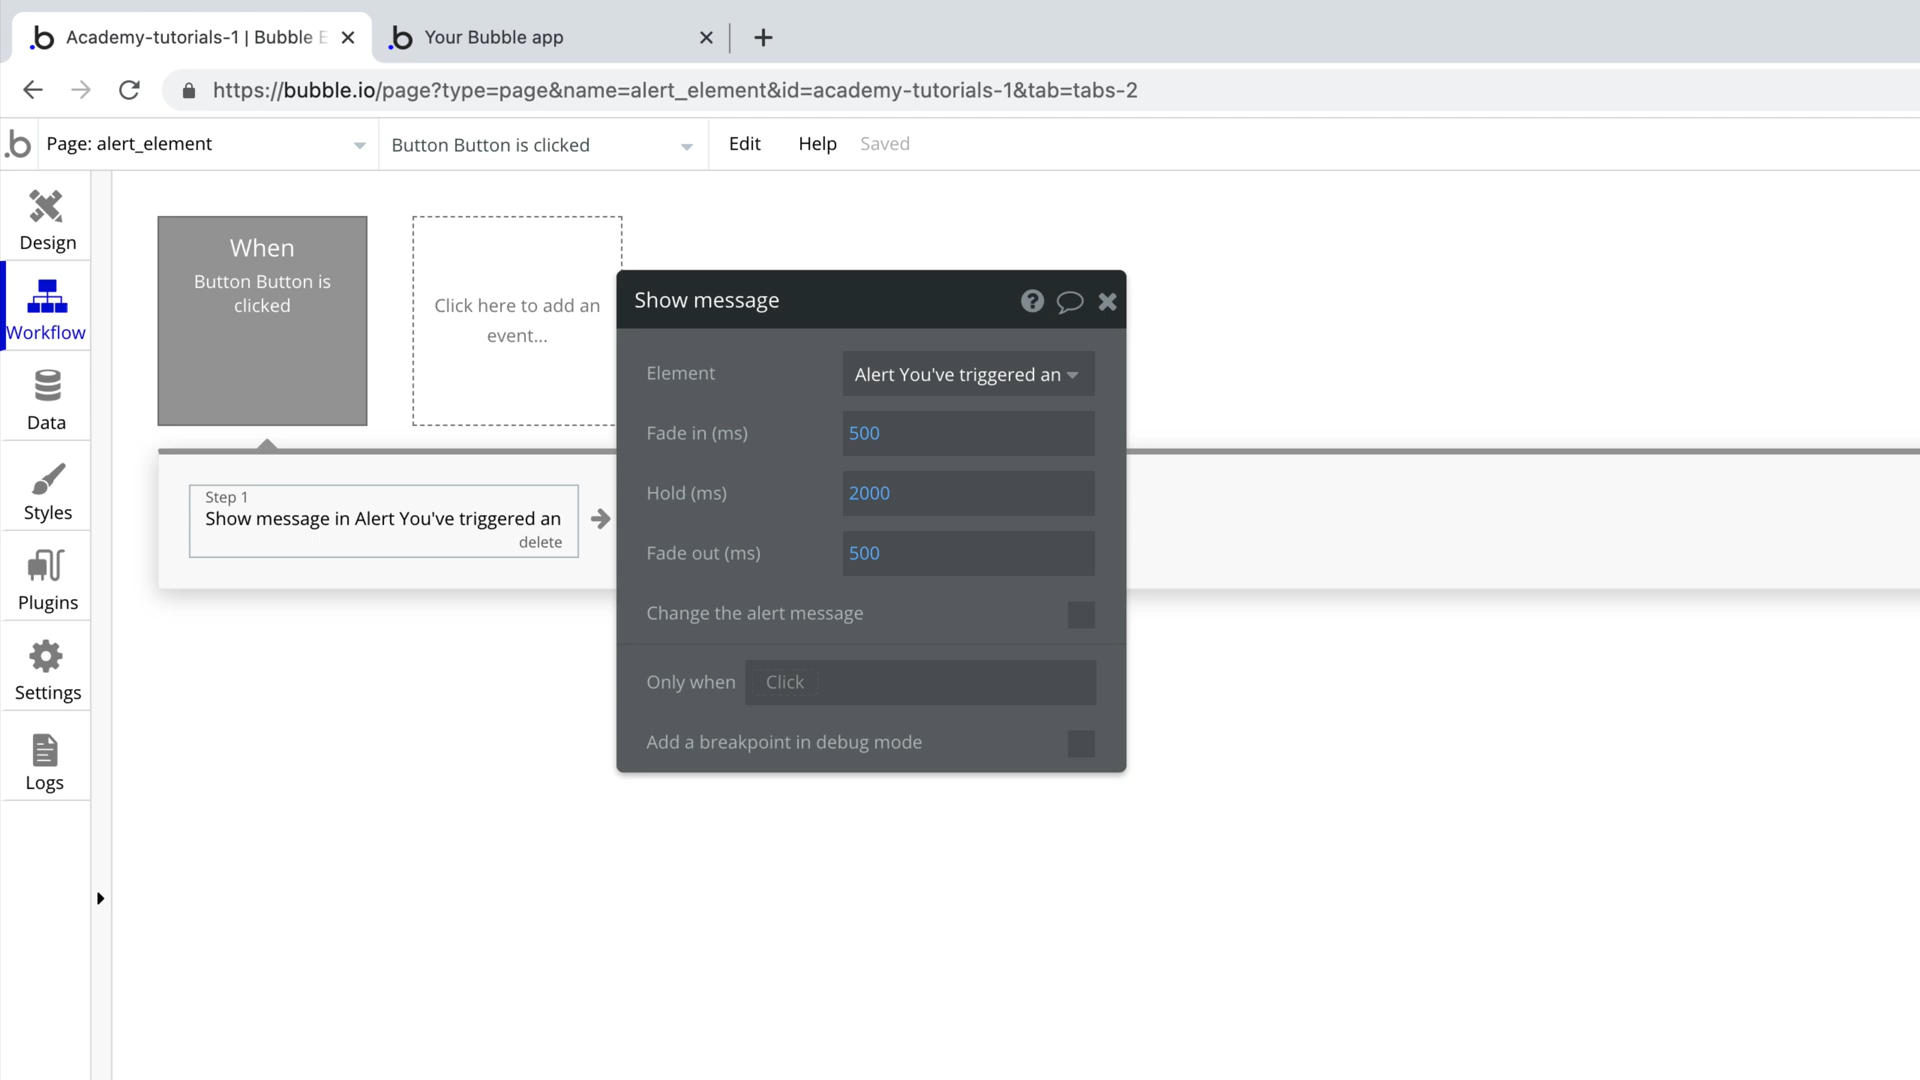 Academy-tutorials-1 | Bubble E
Your Bubble app
https://bubble.io/page?type=page&name=alert_element&id=academy-tutorials-1&tab=tabs-2
Page: alert_element
Button Button is clicked
Edit
Help
Saved
Design
Workflow
Data
Styles
Plugins
Settings
Logs
When
Button Button is
clicked
Click here to add an
event...
Step 1
Show message in Alert You've triggered an
delete
Show message
Element
Alert You've triggered an
Fade in (ms)
500
Hold (ms)
2000
Fade out (ms)
500
Change the alert message
Only when
Click
Add a breakpoint in debug mode